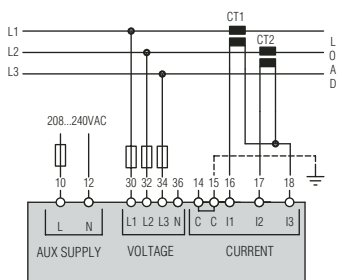 CT1
L1
CT2
L2
L3
LOAD
208...240VAC
10 12 30 32 34 36 14 15 16 17 18
L N L1 L2 L3 N C C I1 I2 I3
AUX SUPPLY VOLTAGE CURRENT